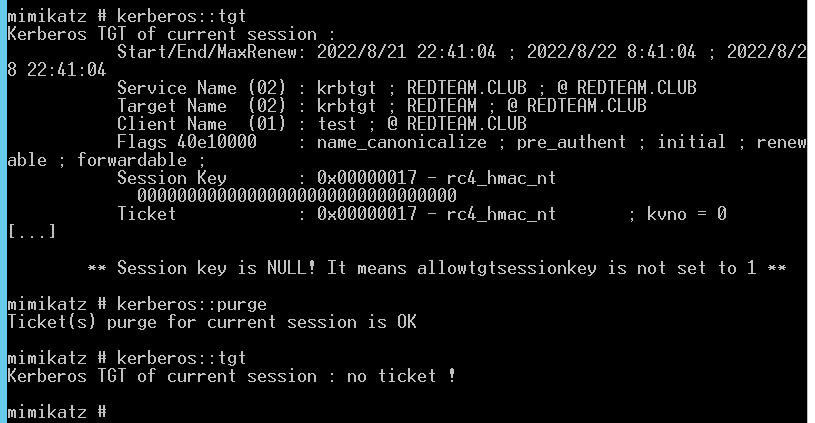 mimikatz # kerberos::tgt
Kerberos TGT of current session :
Start/End/MaxRenew: 2022/8/21 22:41:04 ; 2022/8/22 8:41:04 ; 2022/8/2
8 22:41:04
Service Name (02) : krbtgt ; REDTEAM.CLUB ; @ REDTEAM.CLUB
Target Name (02) : krbtgt ; REDTEAM ; @ REDTEAM.CLUB
Client Name (01) : test ; @ REDTEAM.CLUB
Flags 40e10000 : name_canonicalize ; pre_authent ; initial ; renew
able ; forwardable ;
Session Key : 0x00000017 - rc4_hmac_nt
00000000000000000000000000000000
Ticket : 0x00000017 - rc4_hmac_nt ; kvno = 0
[...]
** Session key is NULL! It means allowtgtsessionkey is not set to 1 **
mimikatz # kerberos::purge
Ticket(s) purge for current session is OK
mimikatz # kerberos::tgt
Kerberos TGT of current session : no ticket !
mimikatz #